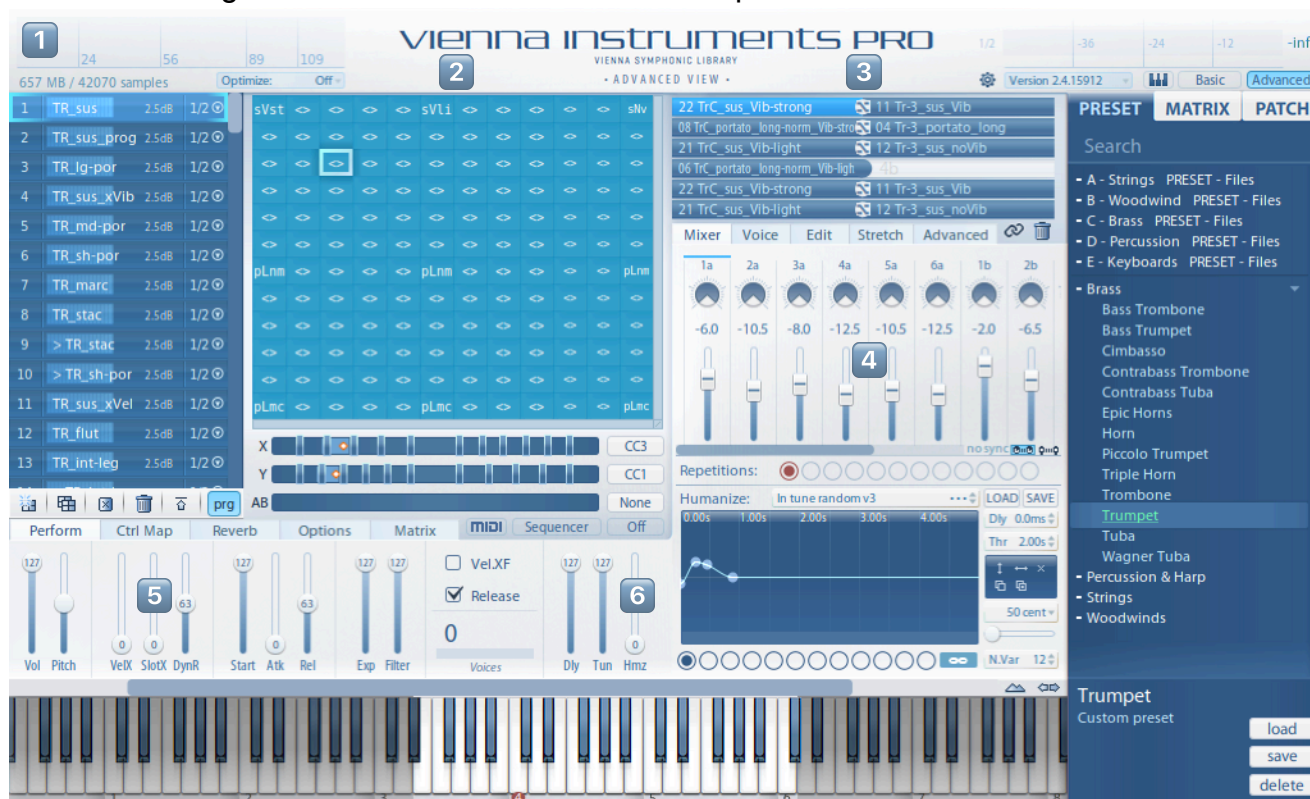 1
vienna instruments PRO
VIENNA SYMPHONIC LIBRARY
- ADVANCED VIEW -
2
3
24 56 89 109
1/2
-36 -24 -12 -inf
657 MB / 42070 samples
Optimize: Off
Version 2.4.15912
Basic
Advanced
1 TR_sus 2.5dB 1/2
2 TR_sus_prog 2.5dB 1/2
3 TR_lg-por 2.5dB 1/2
4 TR_sus_xVib 2.5dB 1/2
5 TR_md-por 2.5dB 1/2
6 TR_sh-por 2.5dB 1/2
7 TR_marc 2.5dB 1/2
8 TR_stac 2.5dB 1/2
9 > TR_stac 2.5dB 1/2
10 > TR_sh-por 2.5dB 1/2
11 TR_sus_xVel 2.5dB 1/2
12 TR_flut 2.5dB 1/2
13 TR_int-leg 2.5dB 1/2
prg
sVst <> <> <> sVli <> <> <> <> <> sNv
<> <> <> <> <> <> <> <> <> <> <>
<> <> <> <> <> <> <> <> <> <> <>
<> <> <> <> <> <> <> <> <> <> <>
<> <> <> <> <> <> <> <> <> <> <>
<> <> <> <> <> <> <> <> <> <> <>
pLnm <> <> <> pLnm <> <> <> <> <> pLnm
<> <> <> <> <> <> <> <> <> <> <>
<> <> <> <> <> <> <> <> <> <> <>
<> <> <> <> <> <> <> <> <> <> <>
<> <> <> <> <> <> <> <> <> <> <>
pLmc <> <> <> pLmc <> <> <> <> <> pLmc
X CC3
Y CC1
AB None
22 TrC_sus_Vib-strong 11 Tr-3_sus_Vib
08 TrC_portato_long-norm_Vib-stro 04 Tr-3_portato_long
21 TrC_sus_Vib-light 12 Tr-3_sus_noVib
06 TrC_portato_long-norm_Vib-ligh 4b
22 TrC_sus_Vib-strong 11 Tr-3_sus_Vib
21 TrC_sus_Vib-light 12 Tr-3_sus_noVib
Mixer Voice Edit Stretch Advanced
1a 2a 3a 4a 5a 6a 1b 2b
-6.0 -10.5 -8.0 -12.5 -10.5 -12.5 -2.0 -6.5
4
no sync
Repetitions:
Humanize: In tune random v3 LOAD SAVE
0.00s 1.00s 2.00s 3.00s 4.00s
Dly 0.0ms
Thr 2.00s
50 cent
N.Var 12
PRESET MATRIX PATCH
Search
- A - Strings PRESET - Files
- B - Woodwind PRESET - Files
- C - Brass PRESET - Files
- D - Percussion PRESET - Files
- E - Keyboards PRESET - Files
- Brass
Bass Trombone
Bass Trumpet
Cimbasso
Contrabass Trombone
Contrabass Tuba
Epic Horns
Horn
Piccolo Trumpet
Triple Horn
Trombone
Trumpet
Tuba
Wagner Tuba
- Percussion & Harp
- Strings
- Woodwinds
Perform Ctrl Map Reverb Options Matrix MIDI Sequencer Off
127 127 127 127 127 127
5
6
63 63
0 0 0 0
Vel.XF
Release
0
Voices
Vol Pitch VelX SlotX DynR Start Atk Rel Exp Filter Dly Tun Hmz
Trumpet
Custom preset
load
save
delete